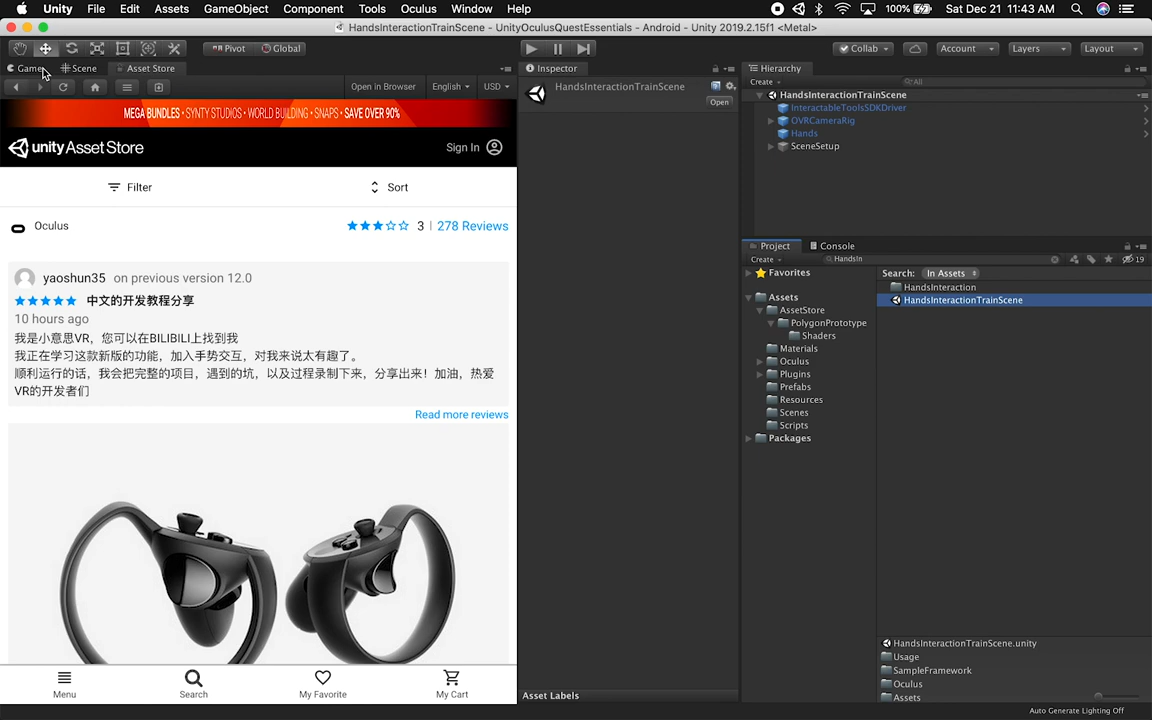 Unity File Edit Assets GameObject Component Tools Oculus Window Help 100% Sat Dec 21 11:43 AM
HandsInteractionTrainScene - UnityOculusQuestEssentials - Android - Unity 2019.2.15f1 <Metal>
Pivot Global Collab Account Layers Layout
Game Scene Asset Store
Open in Browser English USD
MEGA BUNDLES • SYNTY STUDIOS • WORLD BUILDING • SNAPS • SAVE OVER 90%
unity Asset Store Sign In
Filter Sort
Oculus 3 | 278 Reviews
yaoshun35 on previous version 12.0
中文的开发教程分享
10 hours ago
我是小意思VR，您可以在BILIBILI上找到我
我正在学习这款新版的功能，加入手势交互，对我来说太有趣了。
顺利运行的话，我会把完整的项目，遇到的坑，以及过程录制下来，分享出来！加油，热爱
VR的开发者们
Read more reviews
Menu Search My Favorite My Cart
Inspector
HandsInteractionTrainScene
Open
Asset Labels
Hierarchy
Create All
HandsInteractionTrainScene
InteractableToolsSDKDriver
OVRCameraRig
Hands
SceneSetup
Project Console
Create HandsIn 19
Favorites
Assets
AssetStore
PolygonPrototype
Shaders
Materials
Oculus
Plugins
Prefabs
Resources
Scenes
Scripts
Packages
Search: In Assets
HandsInteraction
HandsInteractionTrainScene
HandsInteractionTrainScene.unity
Usage
SampleFramework
Oculus
Assets
Auto Generate Lighting Off